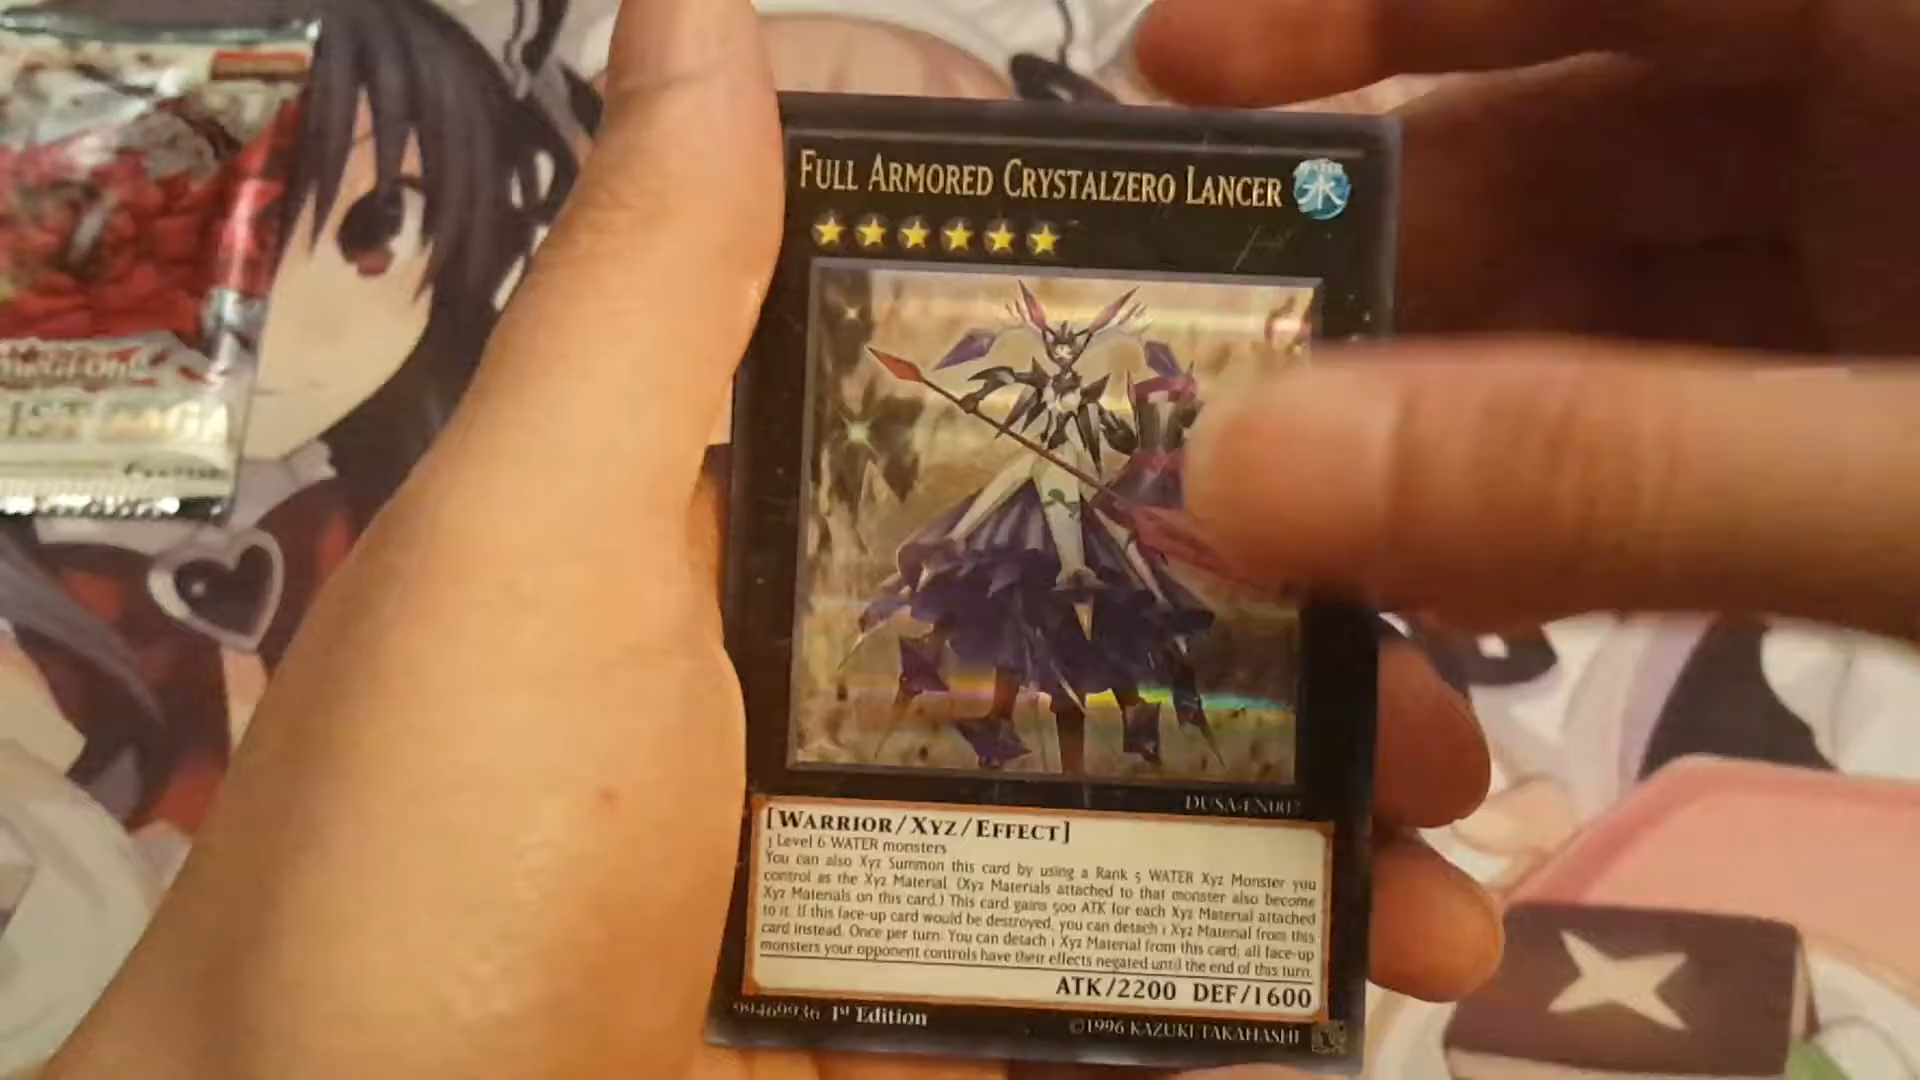 FULL ARMORED CRYSTALZERO LANCER
水
DUSA-EN00
[WARRIOR/XYZ/EFFECT]
3 Level 6 WATER monsters
You can also Xyz Summon this card by using a Rank 5 WATER Xyz Monster you
control as the Xyz Material. (Xyz Materials attached to that monster also become
Xyz Materials on this card.) This card gains 500 ATK for each Xyz Material attached
to it. If this face-up card would be destroyed, you can detach 1 Xyz Material from this
card instead. Once per turn: You can detach 1 Xyz Material from this card; all face-up
monsters your opponent controls have their effects negated until the end of this turn.
ATK/2200 DEF/1600
99469936 1st Edition
©1996 KAZUKI TAKAHASHI